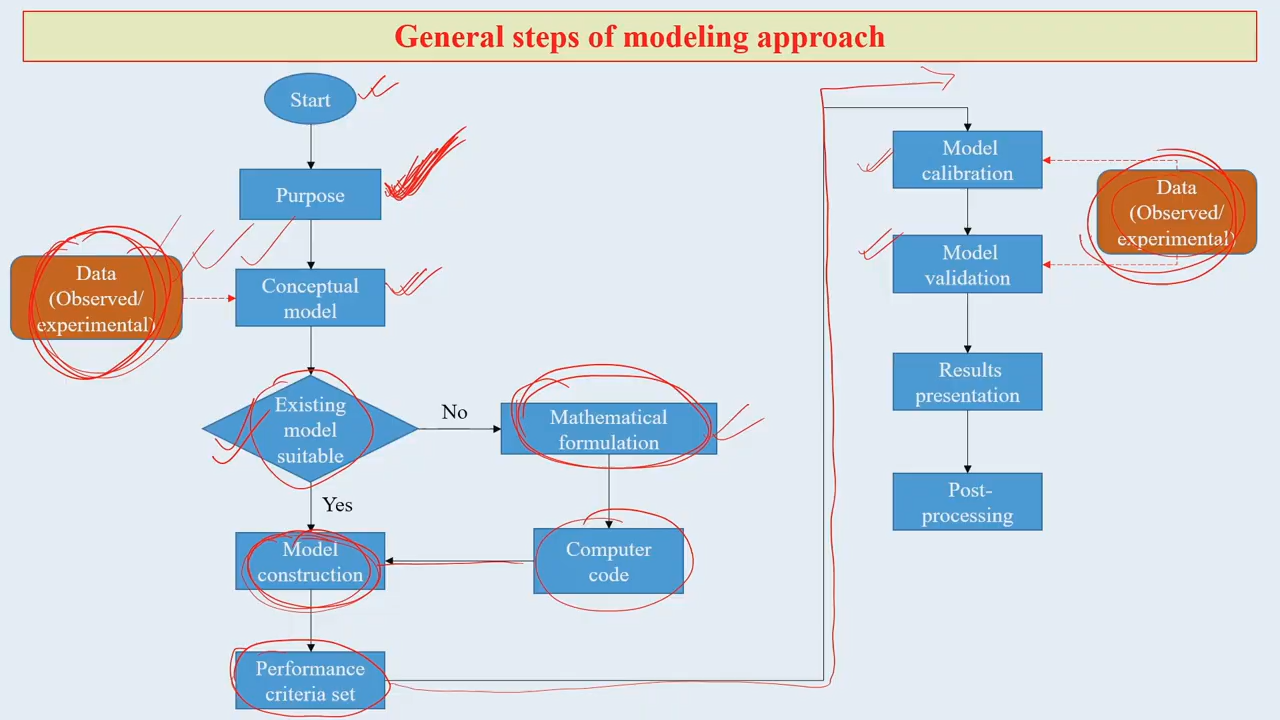 General steps of modeling approach
Start
Purpose
Data
(Observed/
experimental)
Conceptual
model
Existing
model
suitable
No
Mathematical
formulation
Yes
Model
construction
Computer
code
Performance
criteria set
Model
calibration
Data
(Observed/
experimental)
Model
validation
Results
presentation
Post-
processing